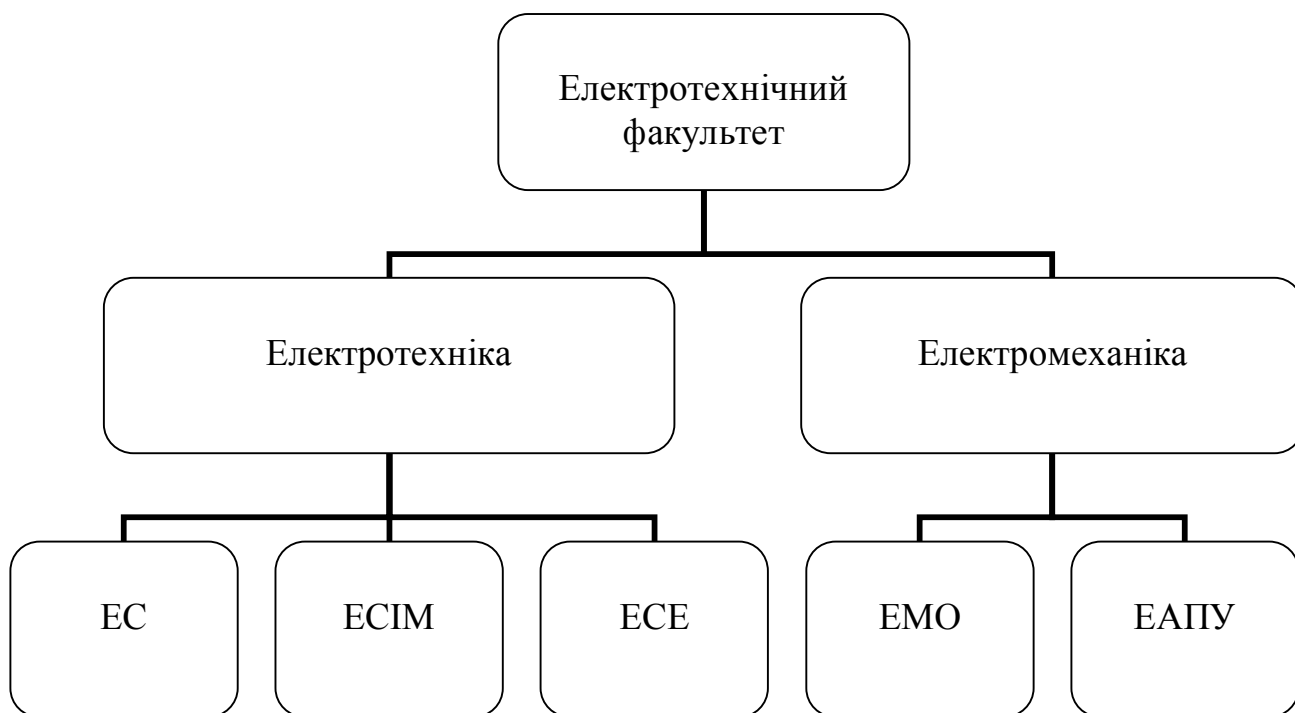 Електротехнічний
факультет
Електротехніка
Електромеханіка
ЕС
ЕСІМ
ЕСЕ
ЕМО
ЕАПУ